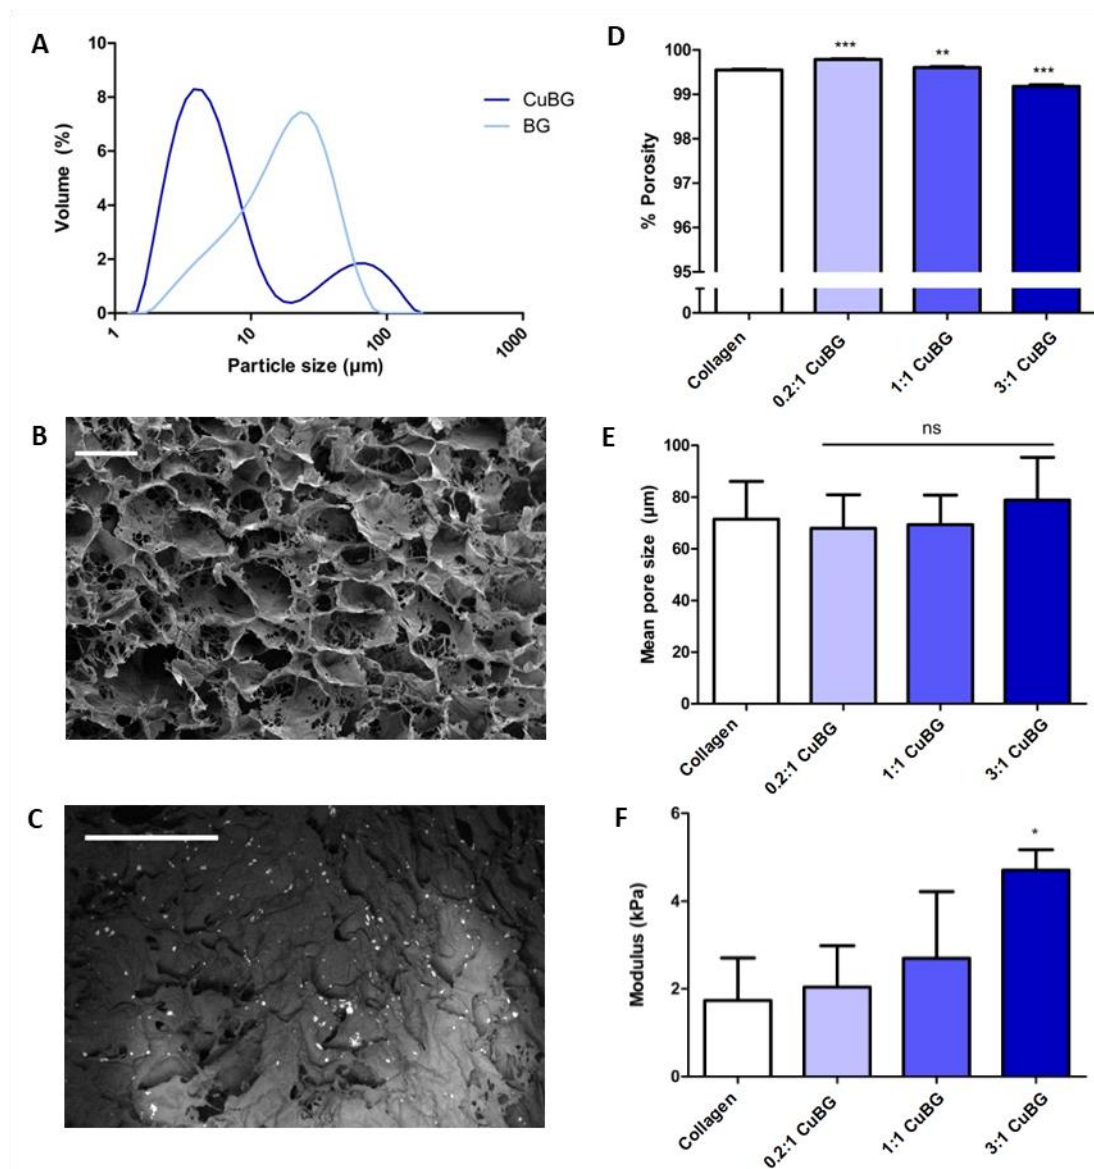 A
10
8
6
4
2
0
Volume (%)
1
10
100
1000
Particle size (µm)
CuBG
BG
B
C
D
100
99
98
97
96
95
0
% Porosity
***
**
***
Collagen
0.2:1 CuBG
1:1 CuBG
3:1 CuBG
E
100
80
60
40
20
0
Mean pore size (µm)
ns
Collagen
0.2:1 CuBG
1:1 CuBG
3:1 CuBG
F
6
4
2
0
Modulus (kPa)
*
Collagen
0.2:1 CuBG
1:1 CuBG
3:1 CuBG